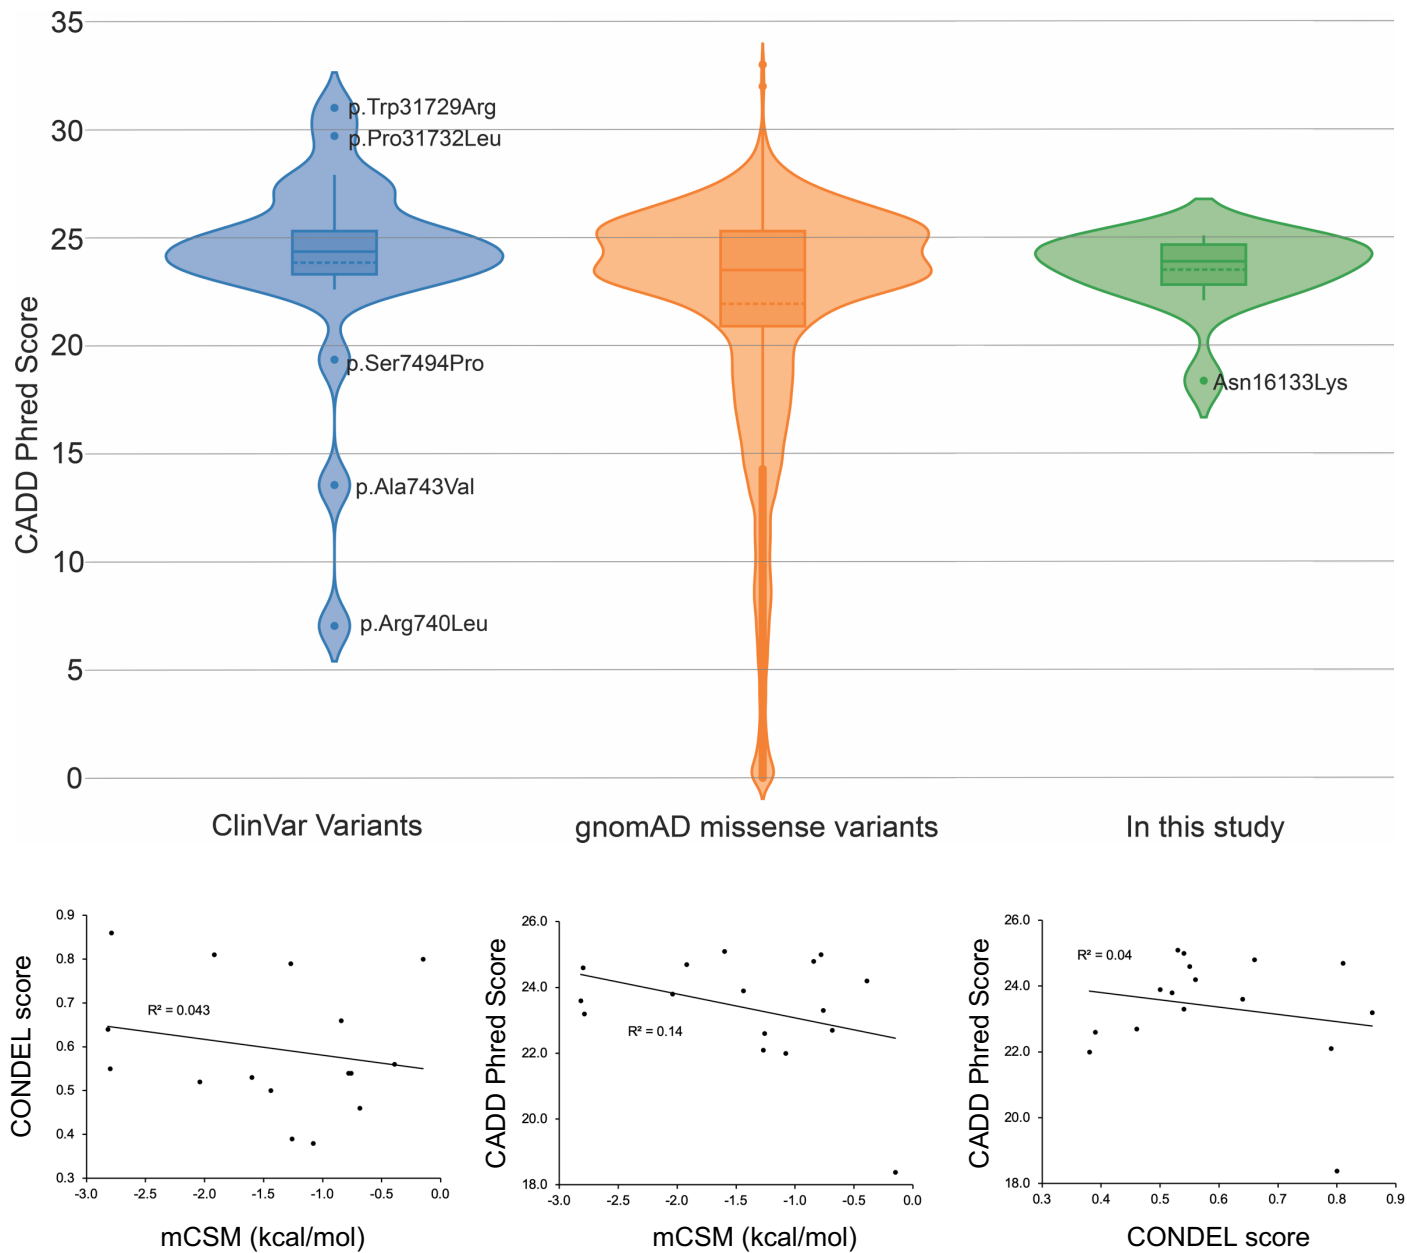 35
30
25
20
15
10
5
0
CADD Phred Score
p.Trp31729Arg
p.Pro31732Leu
p.Ser7494Pro
p.Ala743Val
p.Arg740Leu
Asn16133Lys
ClinVar Variants
gnomAD missense variants
In this study
0.9
0.8
0.7
0.6
0.5
0.4
0.3
CONDEL score
R² = 0.043
-3.0 -2.5 -2.0 -1.5 -1.0 -0.5 0.0
mCSM (kcal/mol)
26.0
24.0
22.0
20.0
18.0
CADD Phred Score
R² = 0.14
-3.0 -2.5 -2.0 -1.5 -1.0 -0.5 0.0
mCSM (kcal/mol)
26.0
24.0
22.0
20.0
18.0
CADD Phred Score
R² = 0.04
0.3 0.4 0.5 0.6 0.7 0.8 0.9
CONDEL score